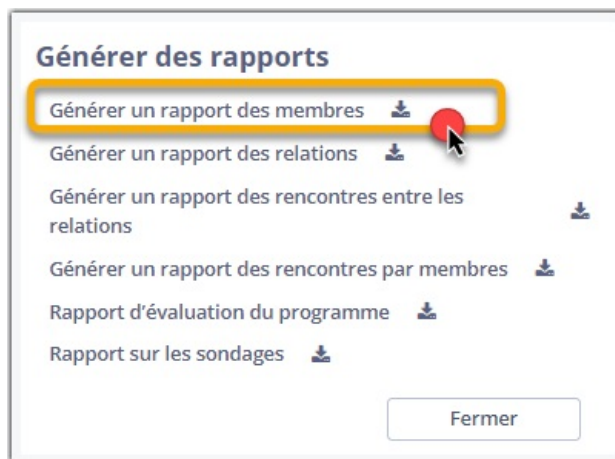 Générer des rapports
Générer un rapport des membres
Générer un rapport des relations
Générer un rapport des rencontres entre les
relations
Générer un rapport des rencontres par membres
Rapport d’évaluation du programme
Rapport sur les sondages
Fermer